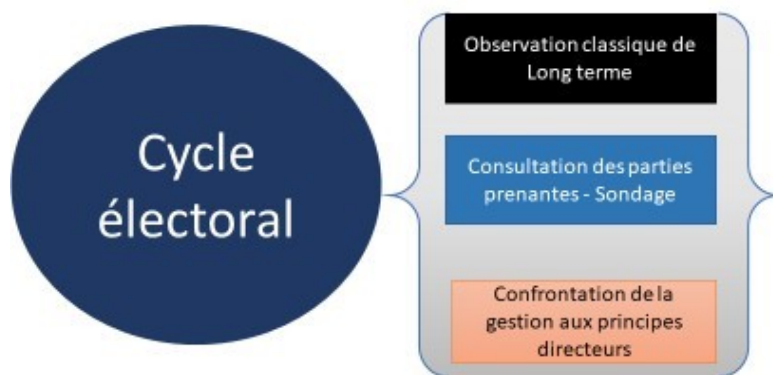 Cycle
électoral
Observation classique de
Long terme
Consultation des parties
prenantes - Sondage
Confrontation de la
gestion aux principes
directeurs